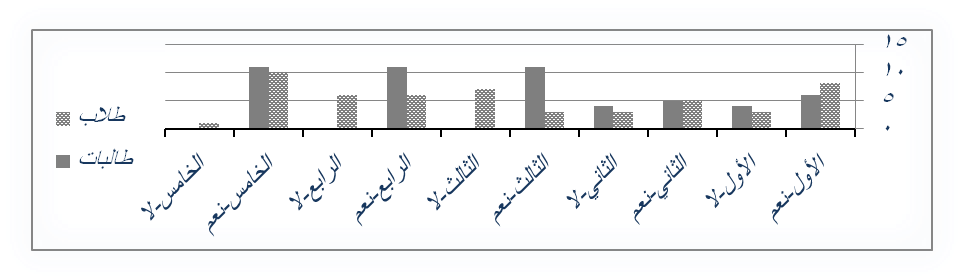 ١٥
١٠
٥
٠
الأول-نعم
الأول-لا
الثاني-نعم
الثاني-لا
الثالث-نعم
الثالث-لا
الرابع-نعم
الرابع-لا
الخامس-نعم
الخامس-لا
طلاب
طالبات